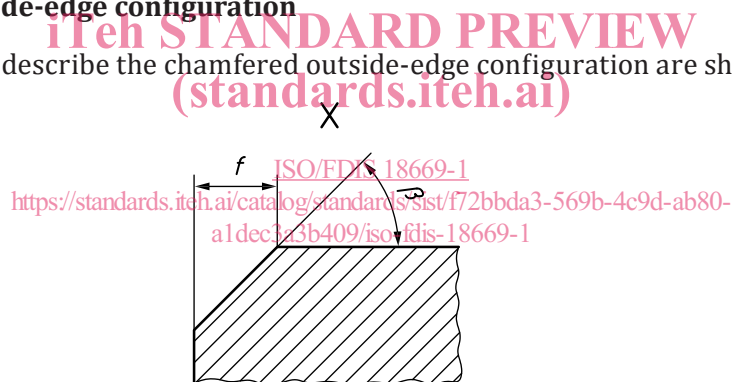 de-edge configuration
iTeh STANDARD PREVIEW
describe the chamfered outside-edge configuration are sh
(standards.iteh.ai)
X
f
ISO/FDIS 18669-1
https://standards.iteh.ai/catalog/standards/sist/f72bbda3-569b-4c9d-ab80-
a1dec3a3b409/iso-fdis-18669-1